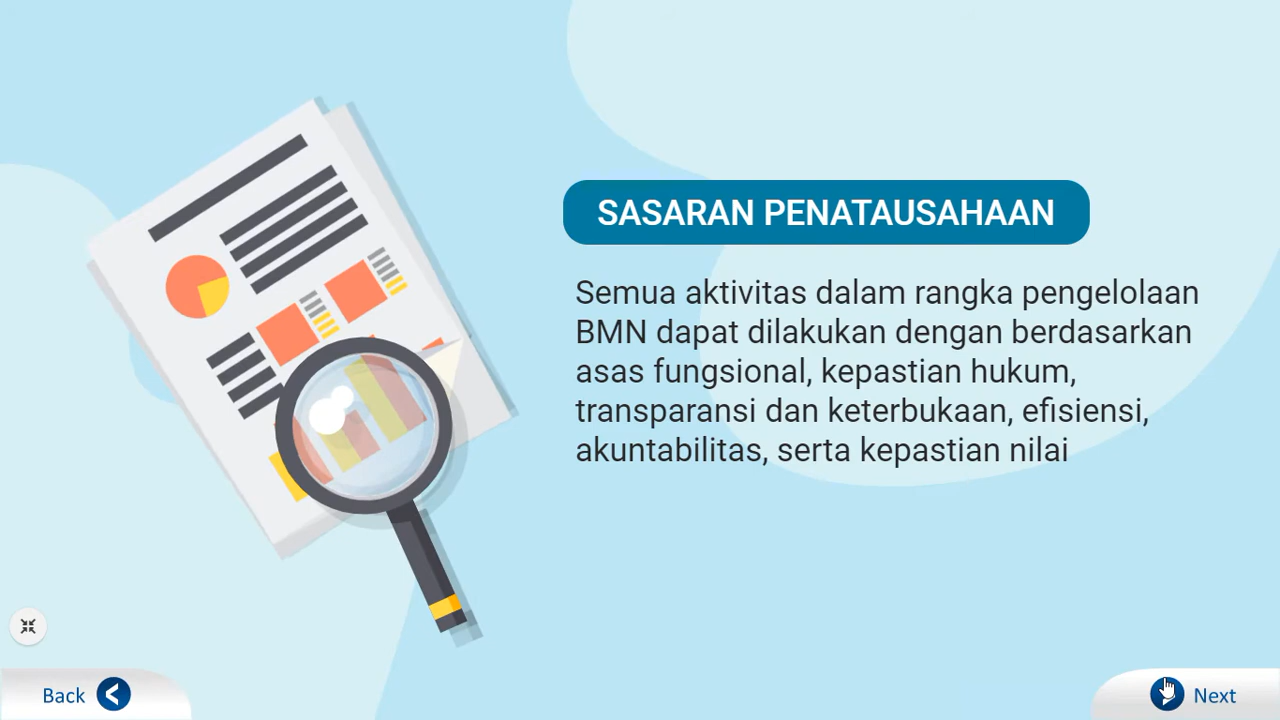 SASARAN PENATAUSAHAAN
Semua aktivitas dalam rangka pengelolaan
BMN dapat dilakukan dengan berdasarkan
asas fungsional, kepastian hukum,
transparansi dan keterbukaan, efisiensi,
akuntabilitas, serta kepastian nilai
Back
Next